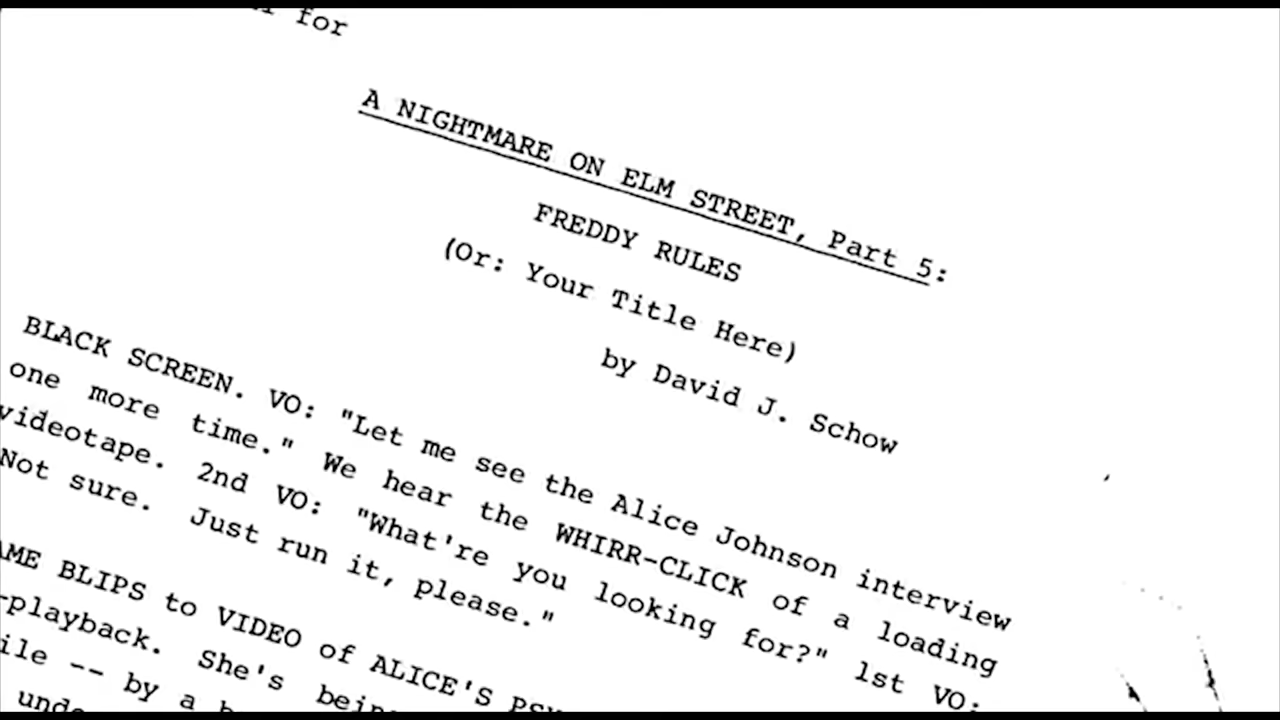 for
A NIGHTMARE ON ELM STREET, Part 5:
FREDDY RULES
(Or: Your Title Here)
by David J. Schow
BLACK SCREEN. VO: "Let me see the Alice Johnson interview
one more time." We hear the WHIRR-CLICK of a loading
videotape. 2nd VO: "What're you looking for?" 1st VO:
Not sure. Just run it, please."
BLIPS to VIDEO of ALICE'S
-playback. She's being
-- by a